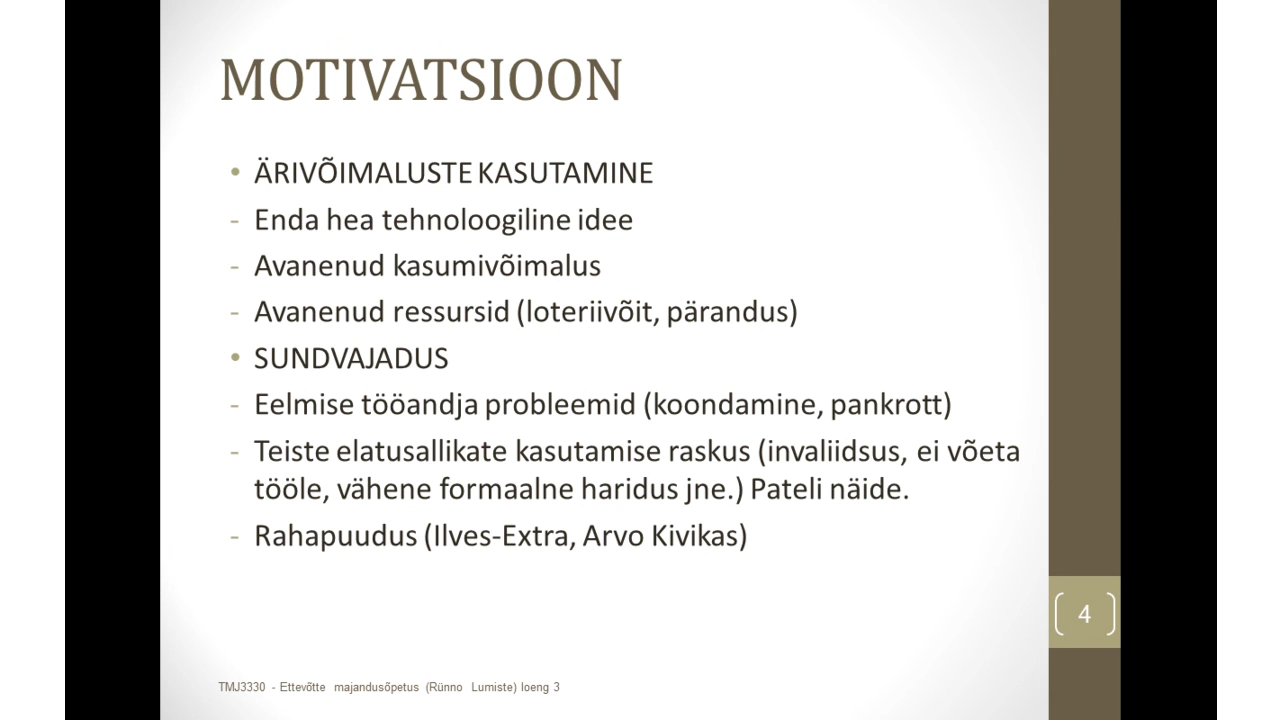 MOTIVATSIOON
• ÄRIVÕIMALUSTE KASUTAMINE
- Enda hea tehnoloogiline idee
- Avanenud kasumivõimalus
- Avanenud ressursid (loteriivõit, pärandus)
• SUNDVAJADUS
- Eelmise tööandja probleemid (koondamine, pankrott)
- Teiste elatusallikate kasutamise raskus (invaliidsus, ei võeta
tööle, vähene formaalne haridus jne.) Pateli näide.
- Rahapuudus (Ilves-Extra, Arvo Kivikas)
4
TMJ3330 - Ettevõtte majandusõpetus (Rünno Lumiste) loeng 3